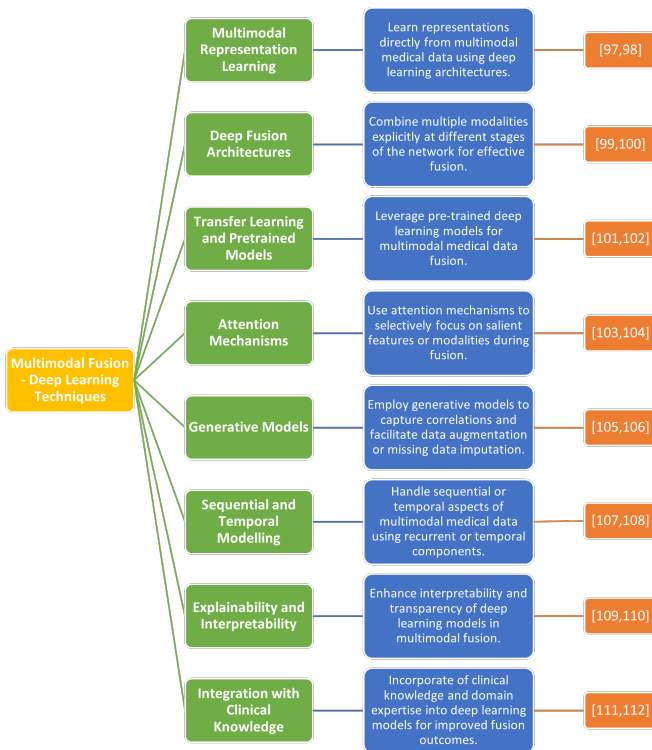 Multimodal Fusion
- Deep Learning
Techniques
Multimodal
Representation
Learning
Learn representations
directly from multimodal
medical data using deep
learning architectures.
[97,98]
Deep Fusion
Architectures
Combine multiple modalities
explicitly at different stages
of the network for effective
fusion.
[99,100]
Transfer Learning
and Pretrained
Models
Leverage pre-trained deep
learning models for
multimodal medical data
fusion.
[101,102]
Attention
Mechanisms
Use attention mechanisms to
selectively focus on salient
features or modalities during
fusion.
[103,104]
Generative Models
Employ generative models to
capture correlations and
facilitate data augmentation
or missing data imputation.
[105,106]
Sequential and
Temporal
Modelling
Handle sequential or
temporal aspects of
multimodal medical data
using recurrent or temporal
components.
[107,108]
Explainability and
Interpretability
Enhance interpretability and
transparency of deep
learning models in
multimodal fusion.
[109,110]
Integration with
Clinical
Knowledge
Incorporate of clinical
knowledge and domain
expertise into deep learning
models for improved fusion
outcomes.
[111,112]